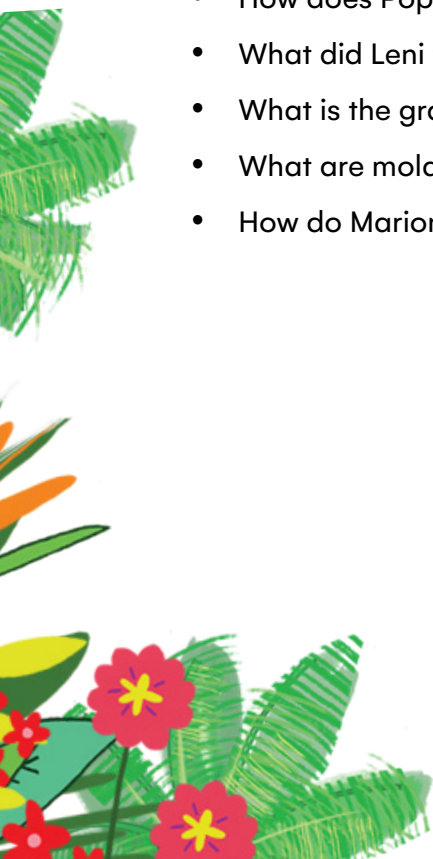 • How does Pop
• What did Leni
• What is the gra
• What are mola
• How do Marion